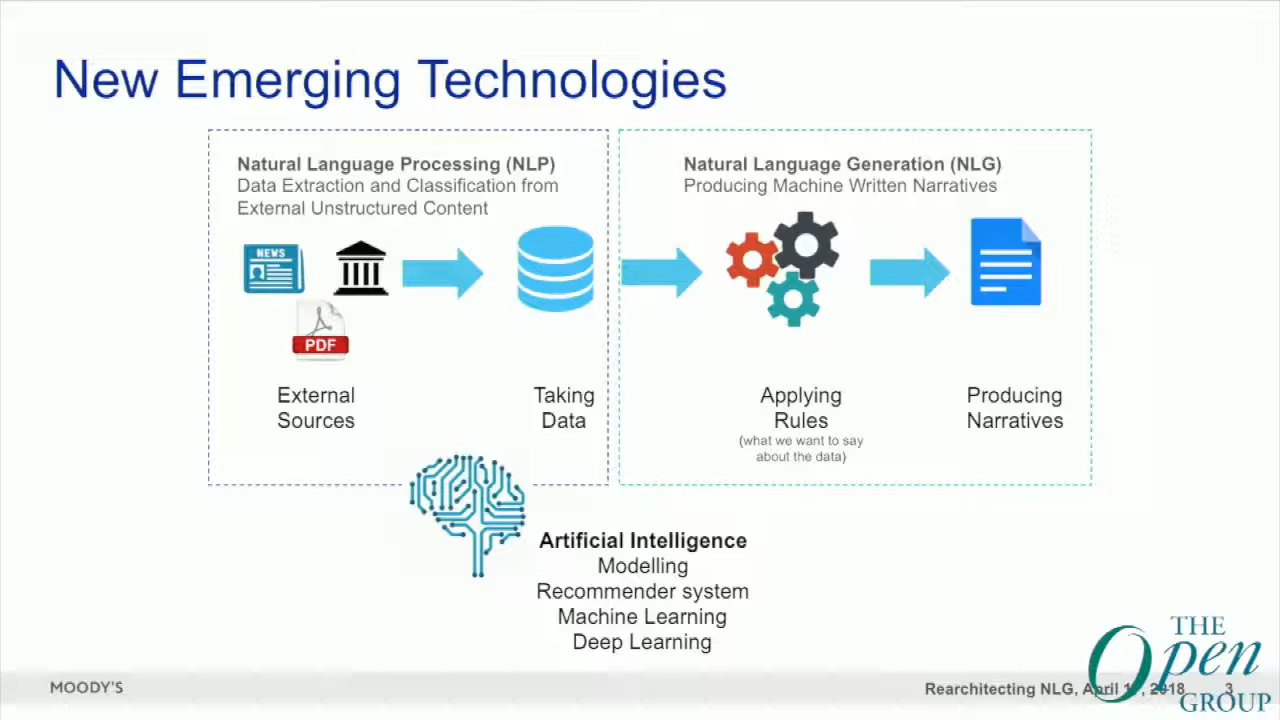 New Emerging Technologies
Natural Language Processing (NLP)
Data Extraction and Classification from
External Unstructured Content
NEWS
PDF
External
Sources
Taking
Data
Natural Language Generation (NLG)
Producing Machine Written Narratives
Applying
Rules
(what we want to say
about the data)
Producing
Narratives
Artificial Intelligence
Modelling
Recommender system
Machine Learning
Deep Learning
MOODY'S
Rearchitecting NLG, April 2018
3
THE
Open
GROUP